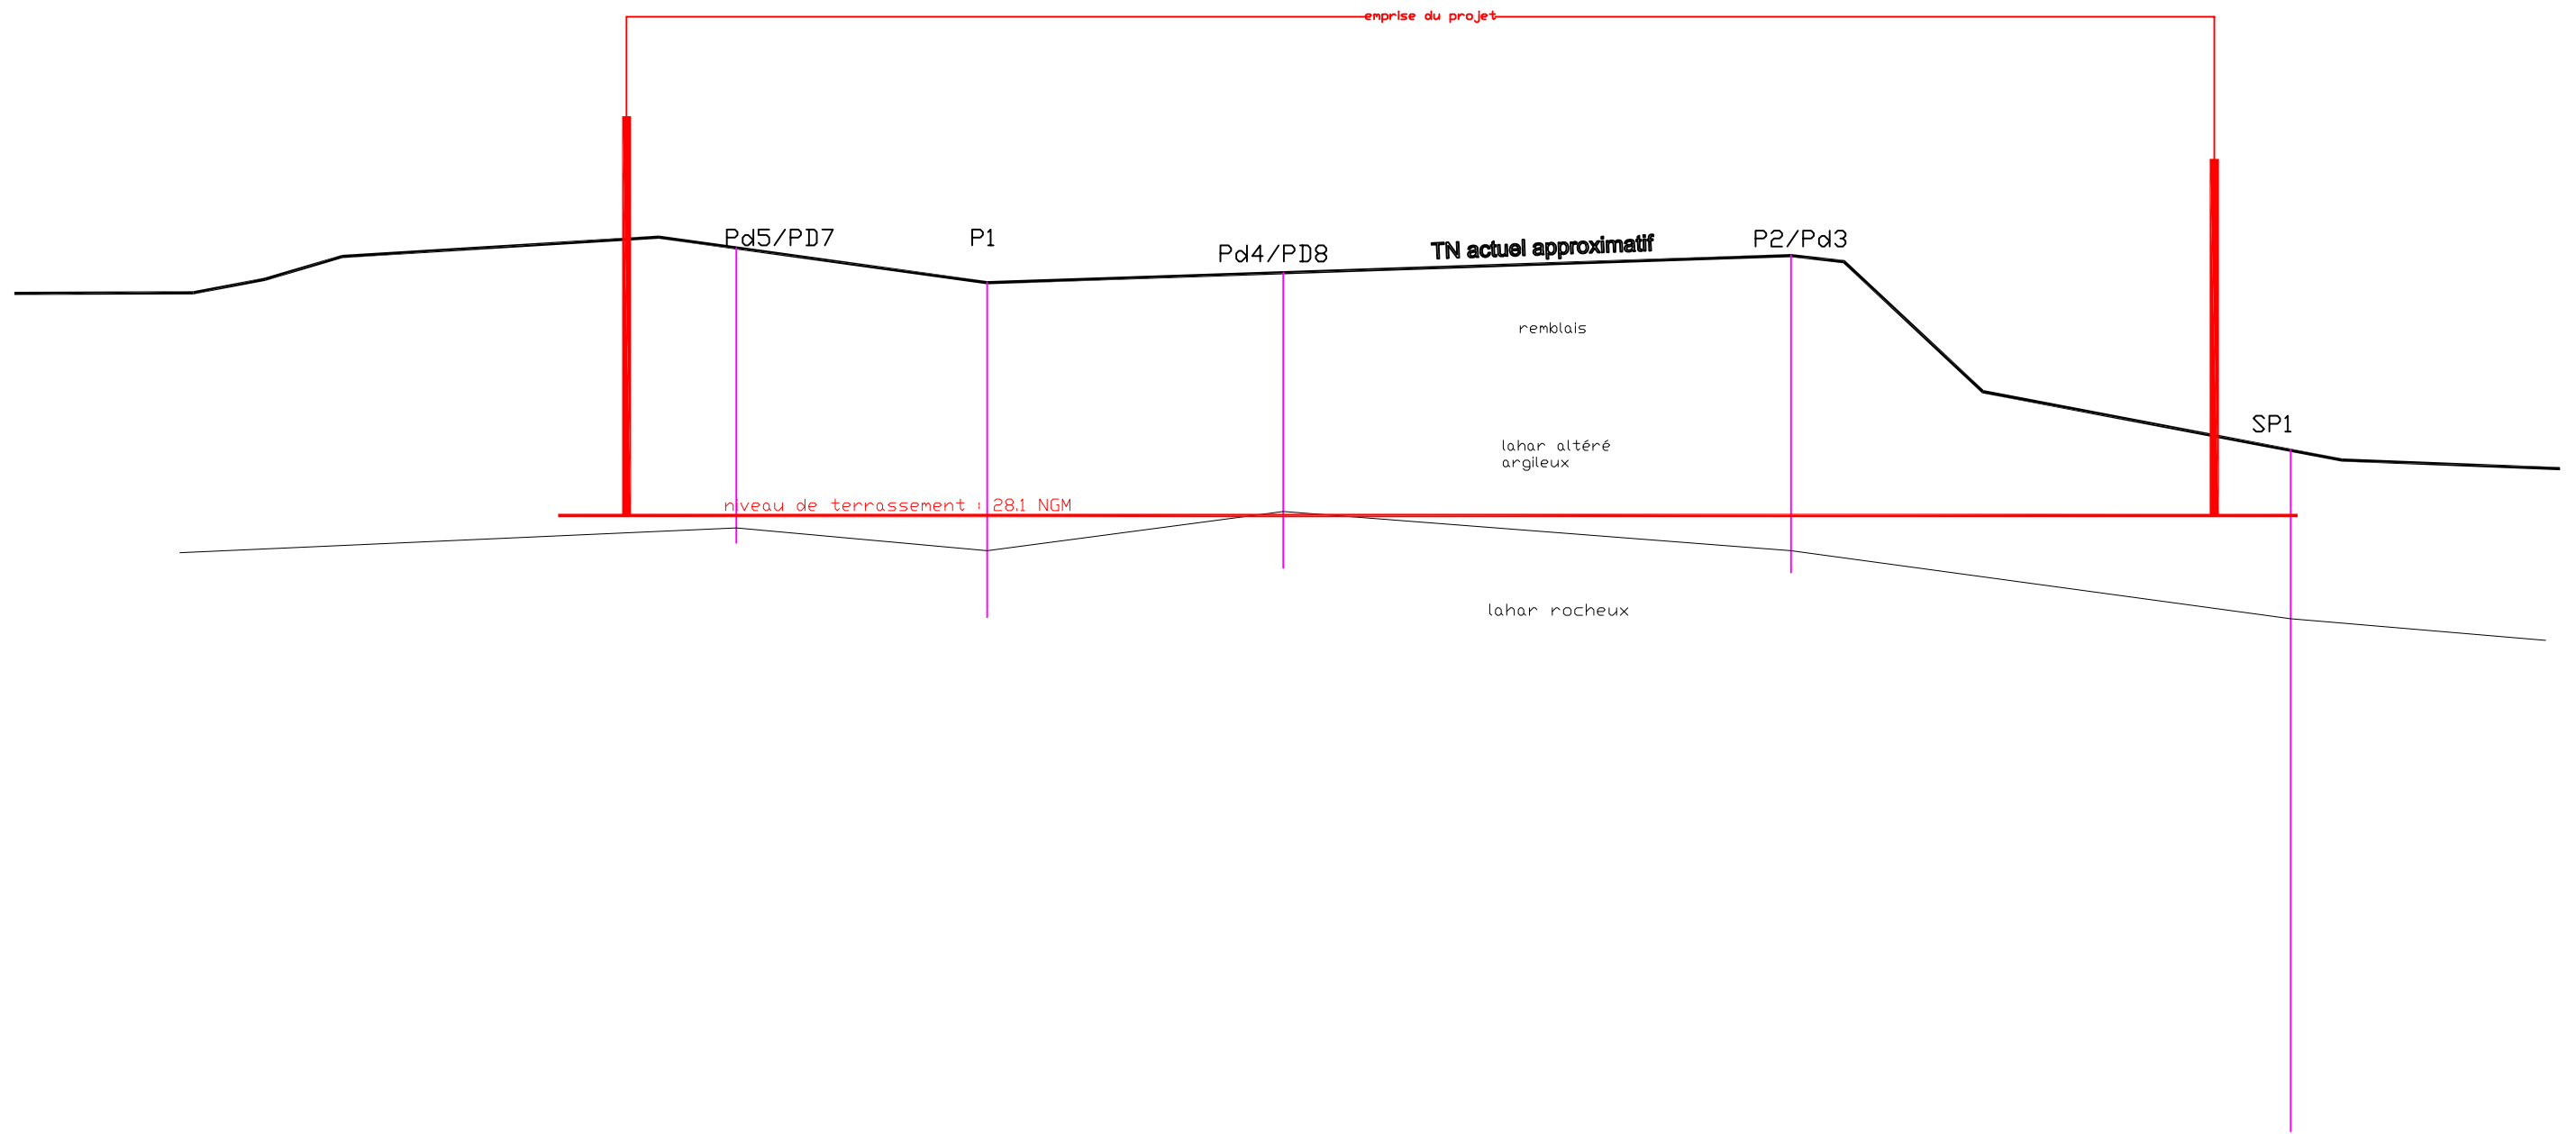 emprise du projet
Pd5/PD7
P1
Pd4/PD8
TN actuel approximatif
P2/Pd3
remblais
SP1
lahar altéré
argileux
niveau de terrassement : 28.1 NGM
lahar rocheux